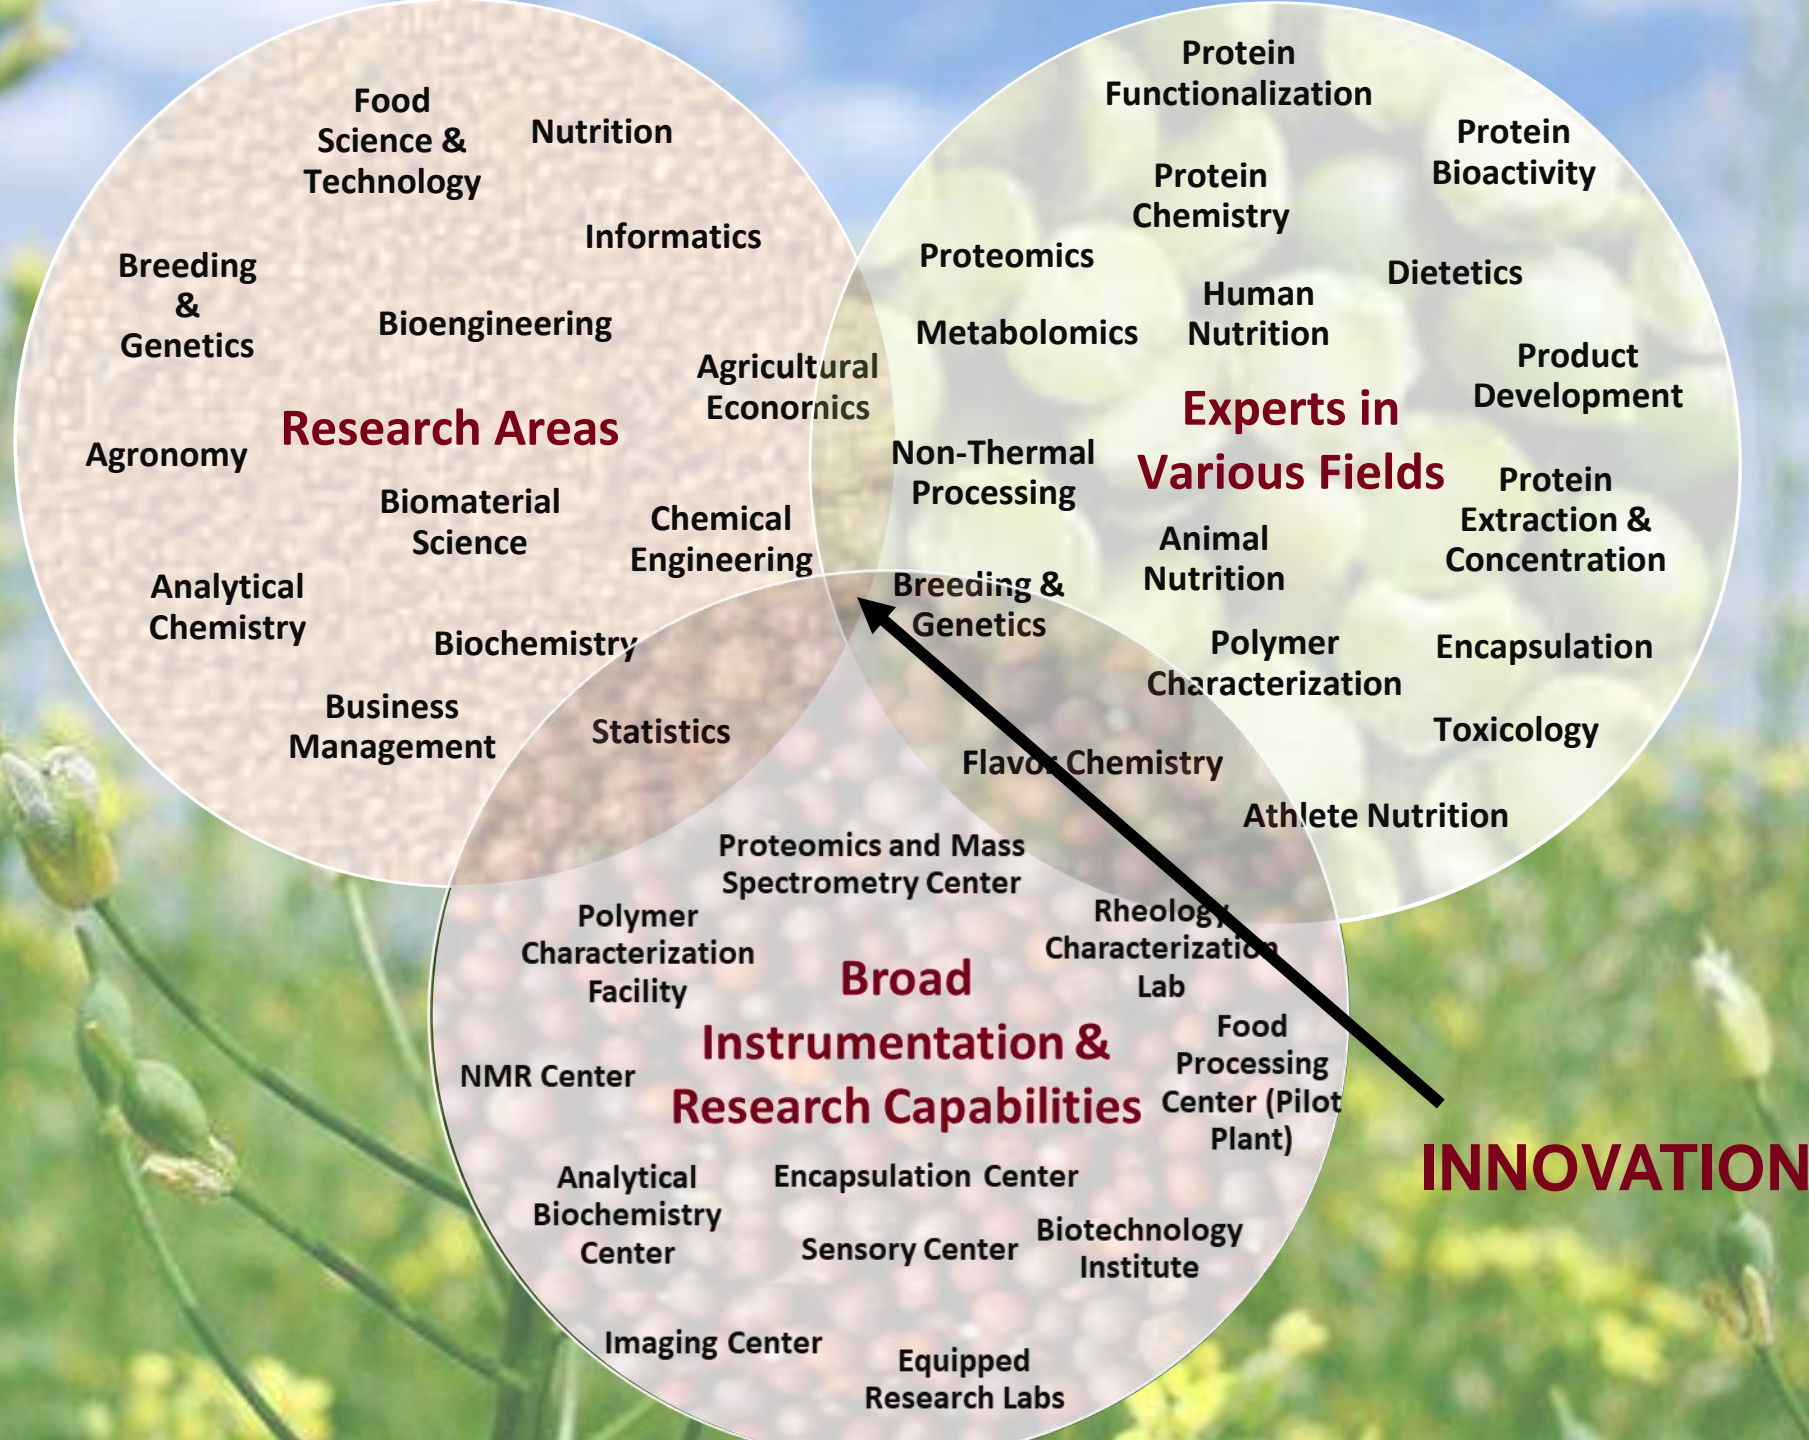 Food
Science &
Technology
Nutrition
Informatics
Breeding
&
Genetics
Bioengineering
Agricultural
Economics
Research Areas
Agronomy
Biomaterial
Science
Chemical
Engineering
Analytical
Chemistry
Biochemistry
Business
Management
Statistics
Protein
Functionalization
Protein
Bioactivity
Protein
Chemistry
Proteomics
Dietetics
Human
Nutrition
Metabolomics
Product
Development
Experts in
Various Fields
Non-Thermal
Processing
Protein
Extraction &
Concentration
Animal
Nutrition
Breeding &
Genetics
Polymer
Characterization
Encapsulation
Toxicology
Flavor Chemistry
Athlete Nutrition
Proteomics and Mass
Spectrometry Center
Polymer
Characterization
Facility
Rheology
Characterization
Lab
Broad
Instrumentation &
Research Capabilities
NMR Center
Food
Processing
Center (Pilot
Plant)
Analytical
Biochemistry
Center
Encapsulation Center
Sensory Center
Biotechnology
Institute
Imaging Center
Equipped
Research Labs
INNOVATION